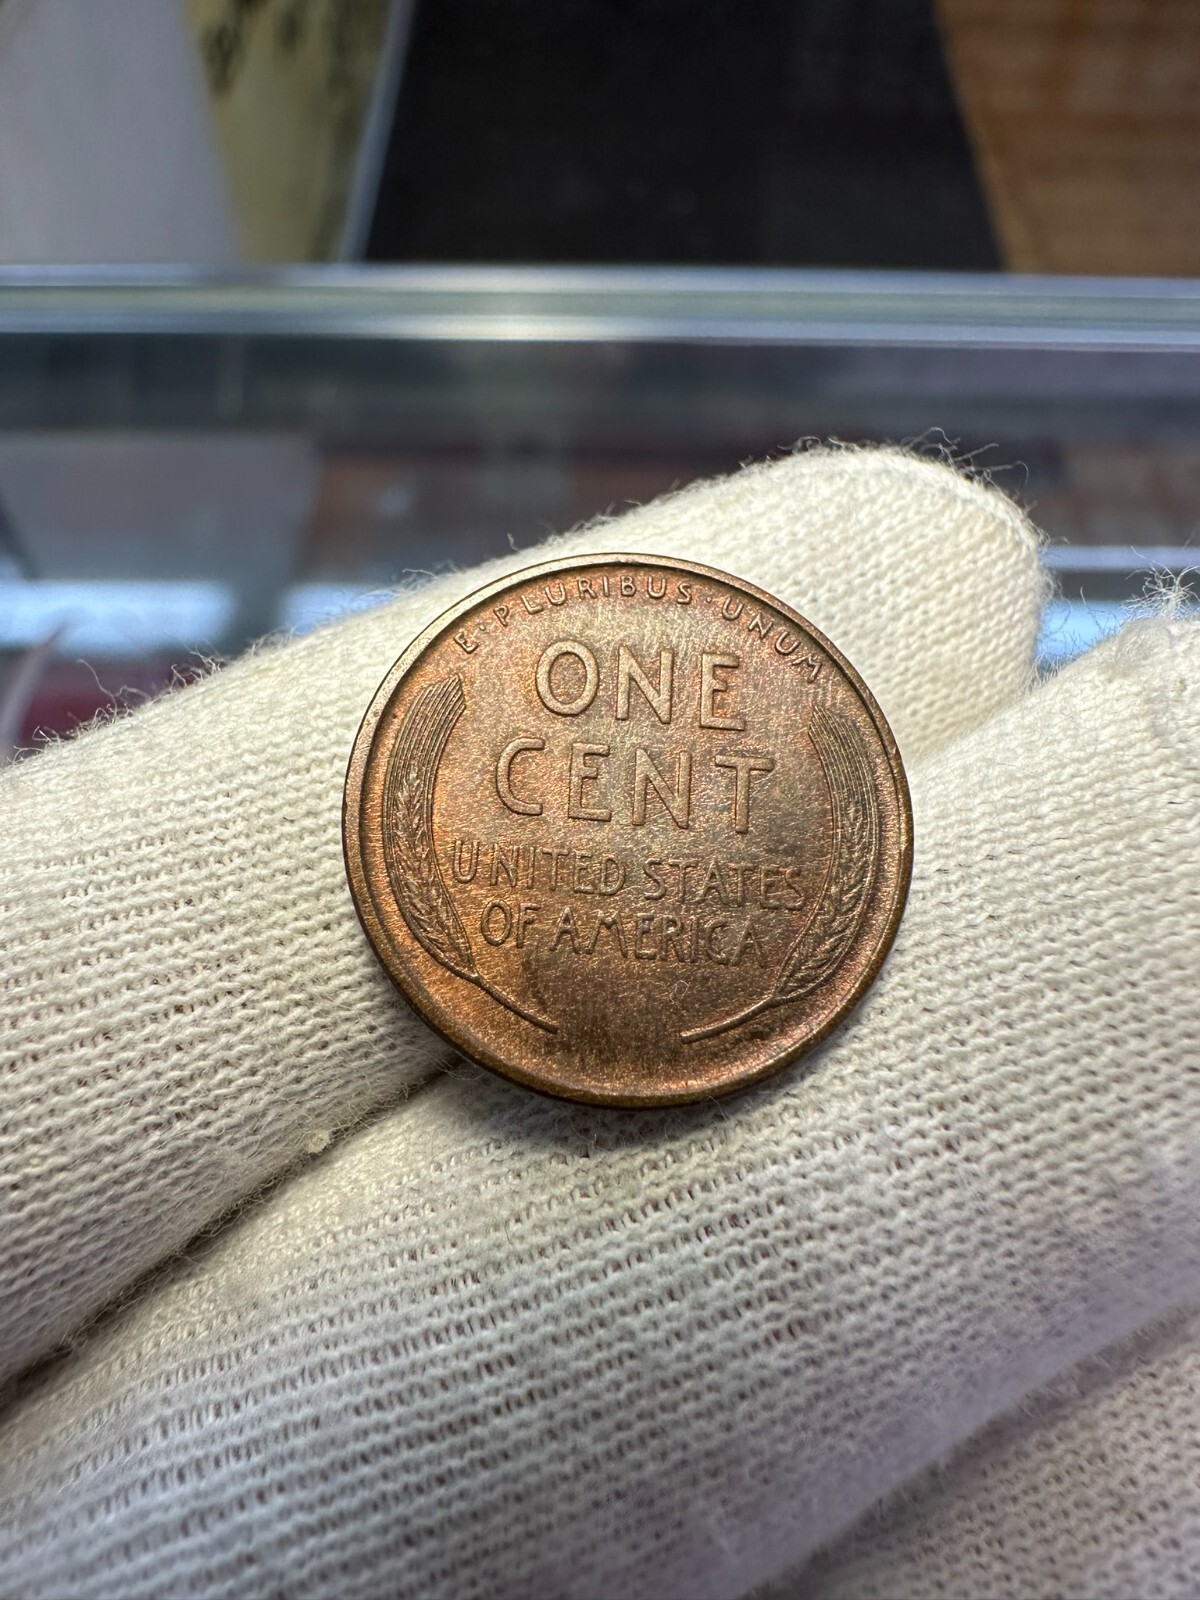 E·PLURIBUS·UNUM
ONE
CENT
UNITED STATES
OF AMERICA